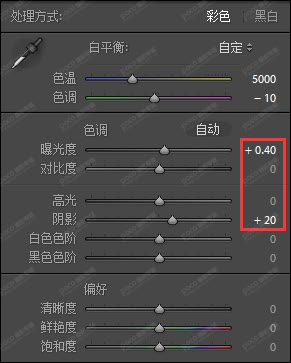 处理方式: 彩色 | 黑白
白平衡: 自定
色温 5000
色调 -10
色调 自动
曝光度 +0.40
对比度 0
高光 0
阴影 +20
白色色阶 0
黑色色阶 0
偏好
清晰度 0
鲜艳度 0
饱和度 0